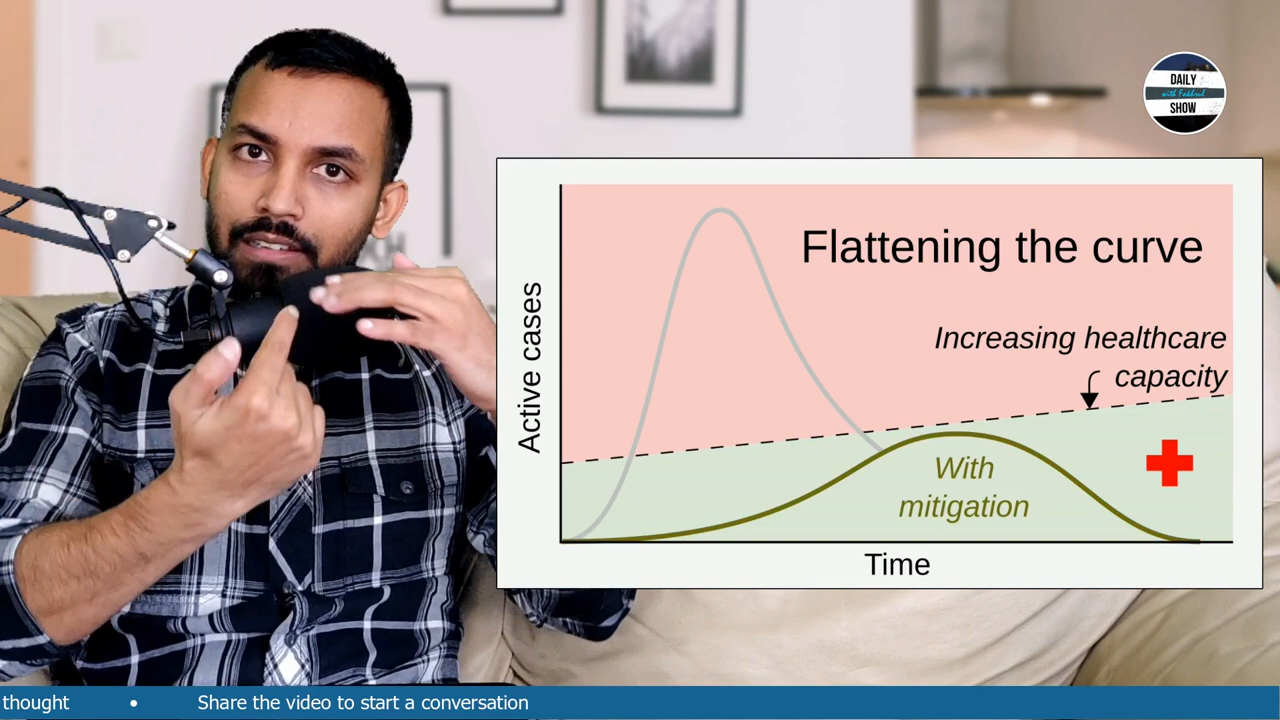 DAILY
with Fakhrul
SHOW
Flattening the curve
Increasing healthcare
capacity
Active cases
With
mitigation
Time
thought • Share the video to start a conversation